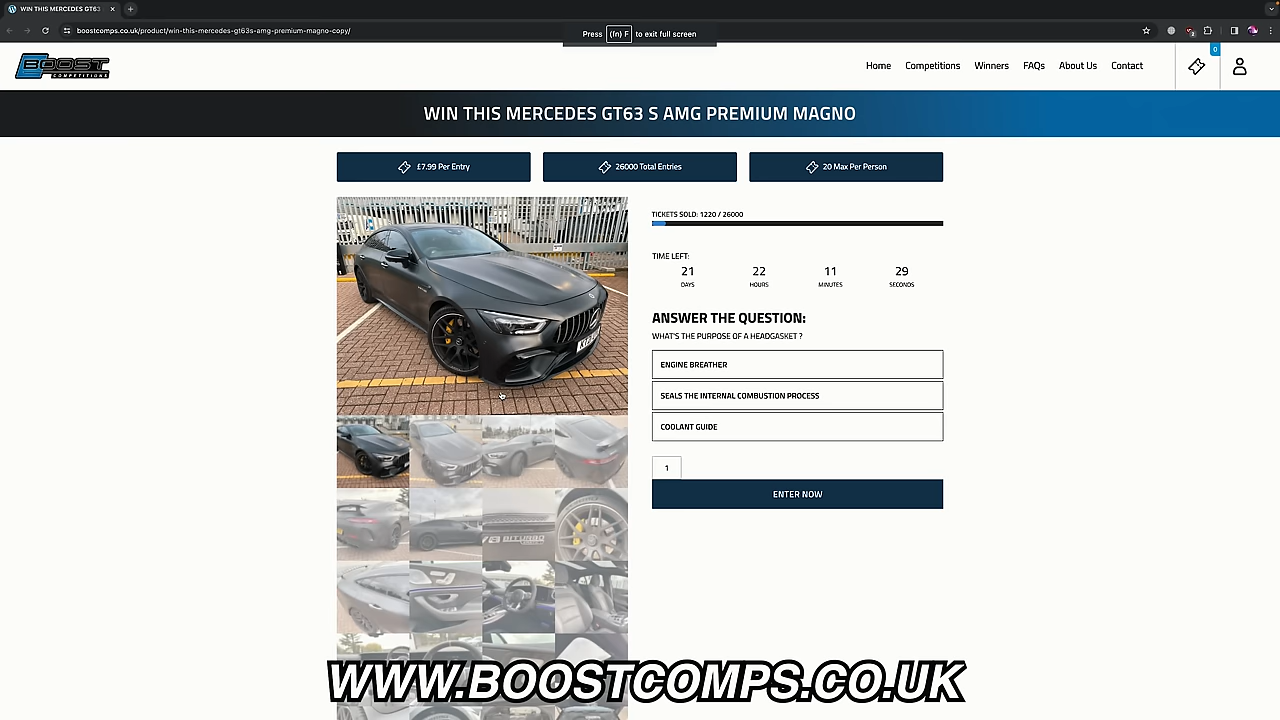 WIN THIS MERCEDES GT63
boostcomps.co.uk/product/win-this-mercedes-gt63s-amg-premium-magno-copy/
Press (fn) F to exit full screen
BOOST
COMPETITIONS
Home Competitions Winners FAQs About Us Contact
0
WIN THIS MERCEDES GT63 S AMG PREMIUM MAGNO
£7.99 Per Entry
26000 Total Entries
20 Max Per Person
TICKETS SOLD: 1220 / 26000
TIME LEFT:
21 22 11 29
DAYS HOURS MINUTES SECONDS
ANSWER THE QUESTION:
WHAT'S THE PURPOSE OF A HEADGASKET ?
ENGINE BREATHER
SEALS THE INTERNAL COMBUSTION PROCESS
COOLANT GUIDE
1
ENTER NOW
BITURBO
WWW.BOOSTCOMPS.CO.UK